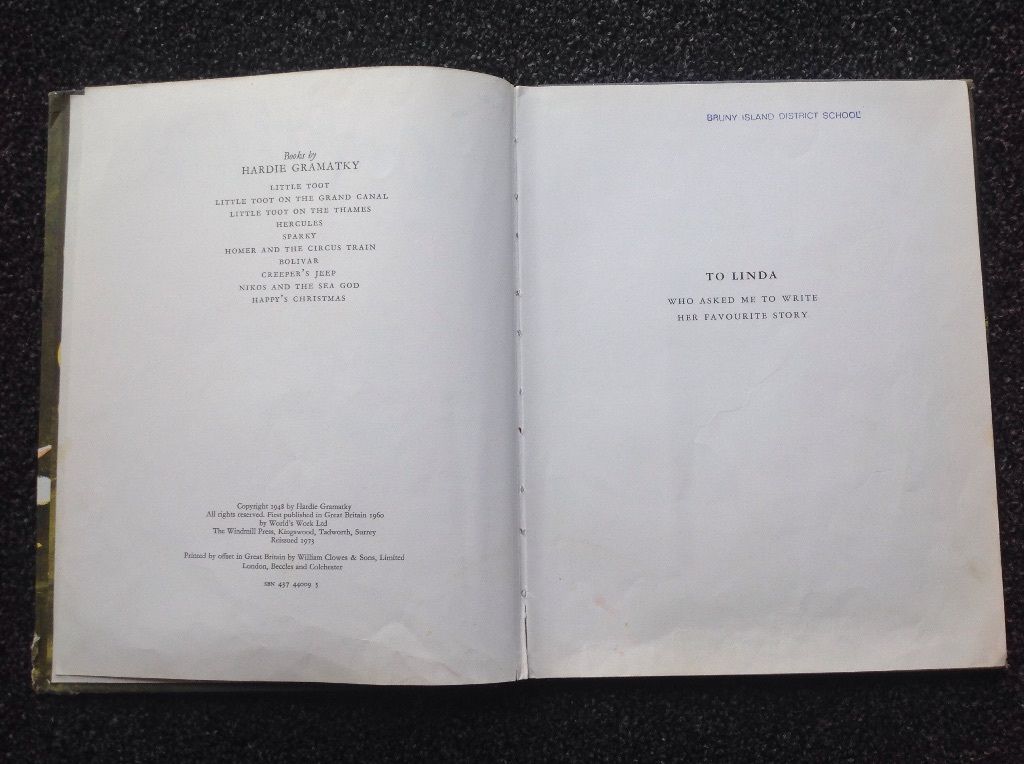 Books by
HARDIE GRAMATKY
LITTLE TOOT
LITTLE TOOT ON THE GRAND CANAL
LITTLE TOOT ON THE THAMES
HERCULES
SPARKY
HOMER AND THE CIRCUS TRAIN
BOLIVAR
CREEPER'S JEEP
NIKOS AND THE SEA GOD
HAPPY'S CHRISTMAS
Copyright 1948 by Hardie Gramatky
All rights reserved. First published in Great Britain 1960
by World's Work Ltd
The Windmill Press, Kingswood, Tadworth, Surrey
Reissued 1973
Printed by offset in Great Britain by William Clowes & Sons, Limited
London, Beccles and Colchester
SBN 437 44009 5
BRUNY ISLAND DISTRICT SCHOOL
TO LINDA
WHO ASKED ME TO WRITE
HER FAVOURITE STORY